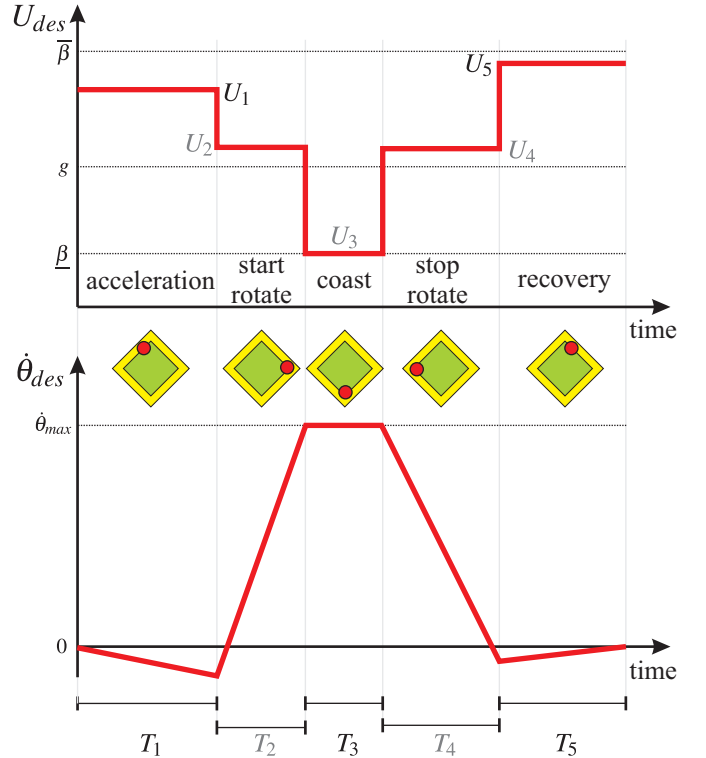 U_des
β̅
U_1
U_5
U_2
U_4
g
U_3
β̲
acceleration
start
rotate
coast
stop
rotate
recovery
time
θ̇_des
θ̇_max
0
time
T_1
T_2
T_3
T_4
T_5